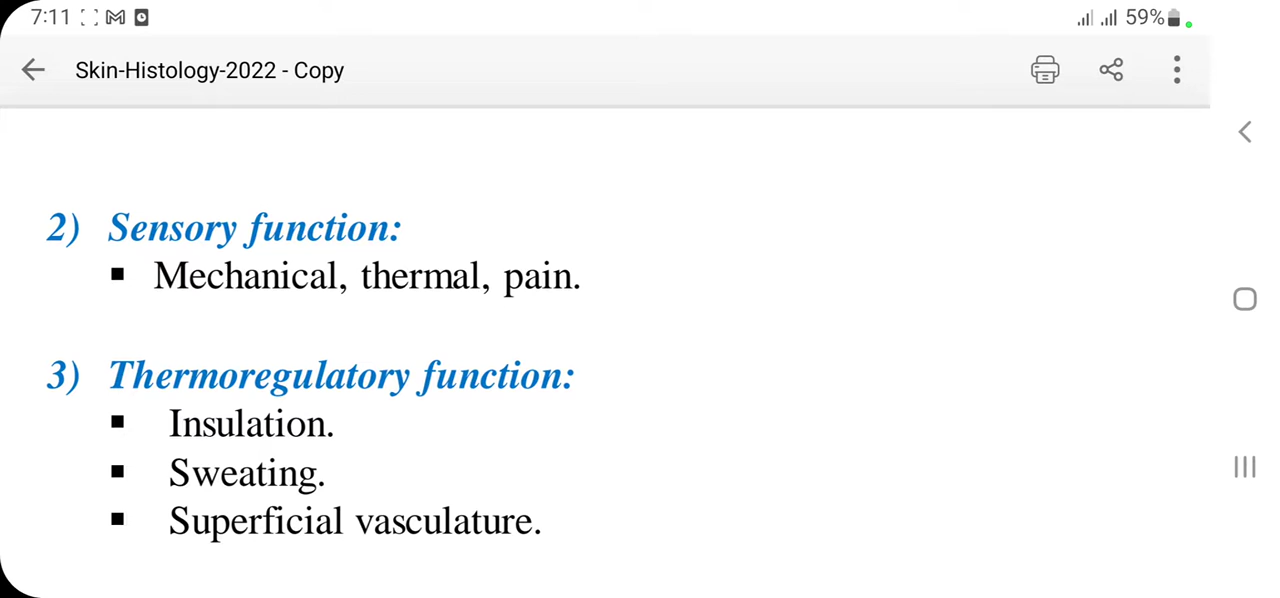 7:11 59%
Skin-Histology-2022 - Copy
2) Sensory function:
▪ Mechanical, thermal, pain.
3) Thermoregulatory function:
▪ Insulation.
▪ Sweating.
▪ Superficial vasculature.